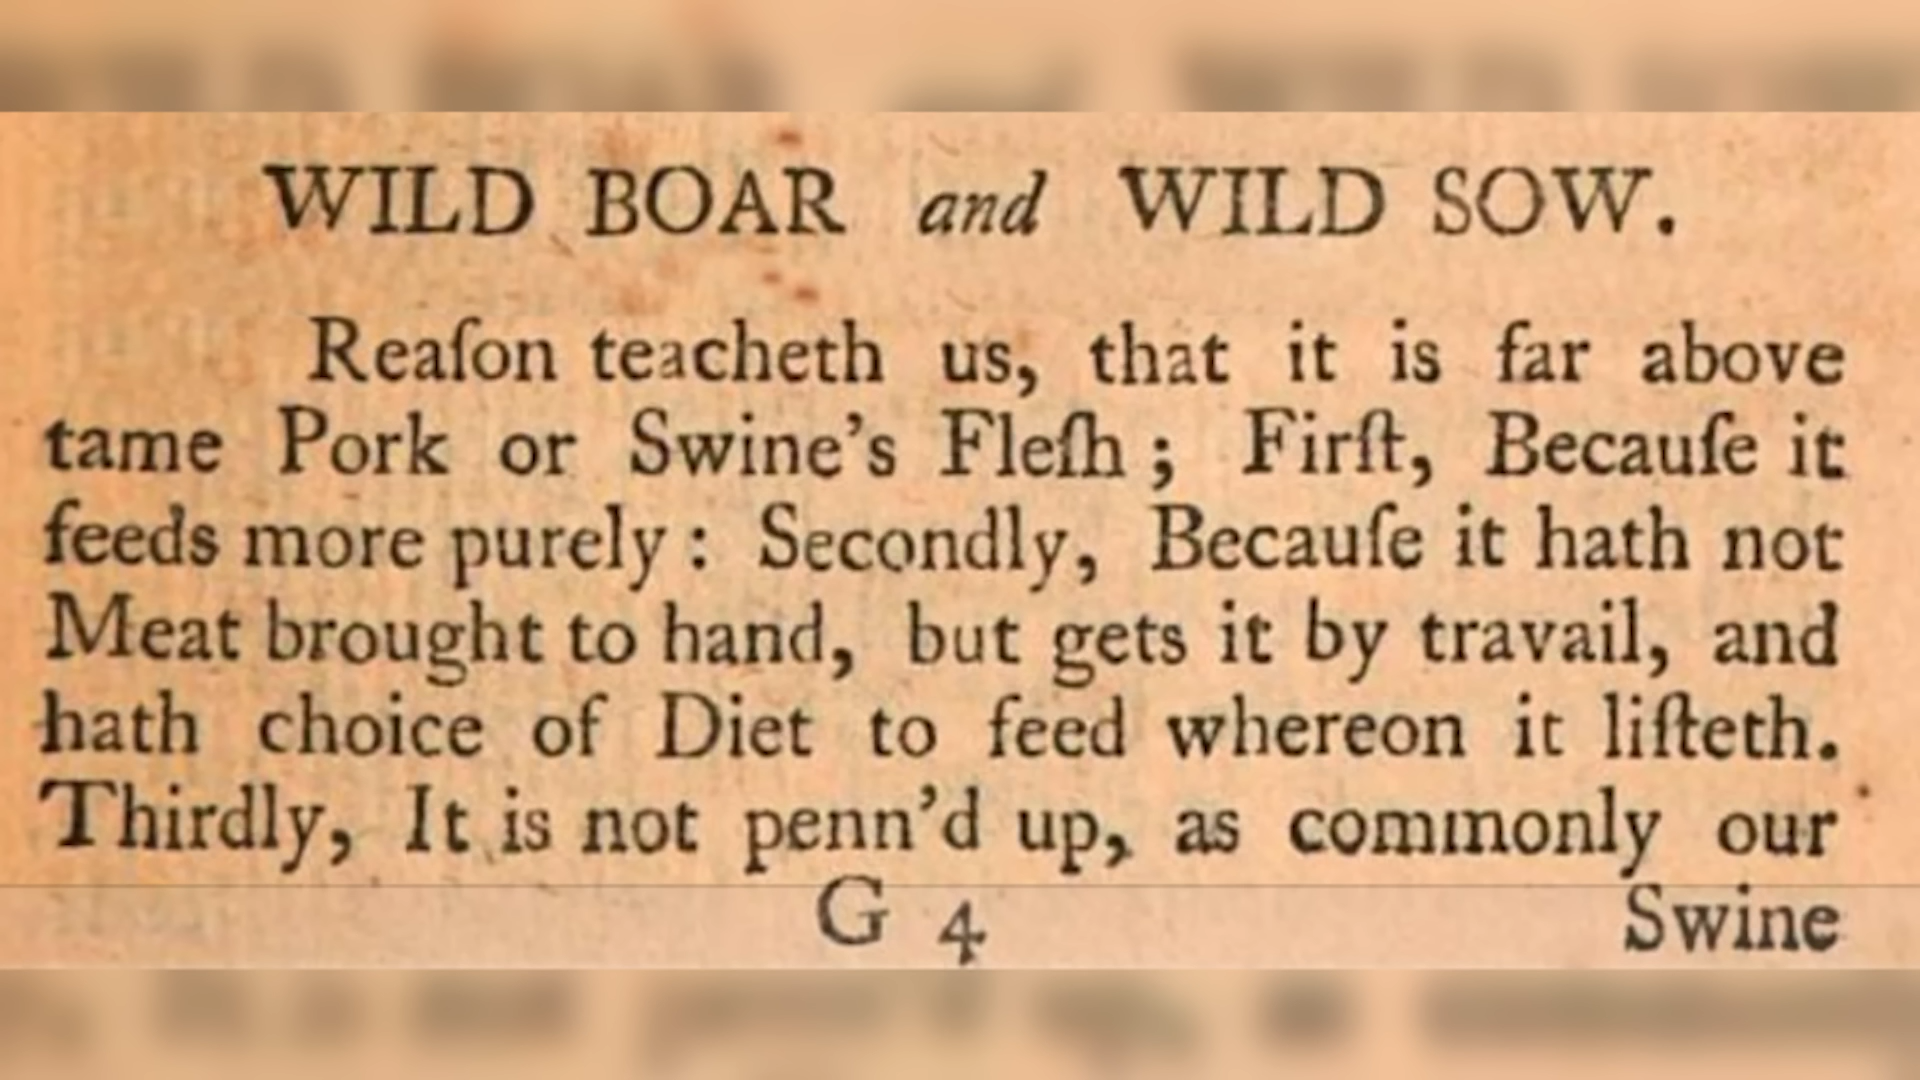 WILD BOAR and WILD SOW.
Reaſon teacheth us, that it is far above
tame Pork or Swine's Fleſh; Firſt, Becauſe it
feeds more purely: Secondly, Becauſe it hath not
Meat brought to hand, but gets it by travail, and
hath choice of Diet to feed whereon it liſteth.
Thirdly, It is not penn'd up, as commonly our
G 4 Swine